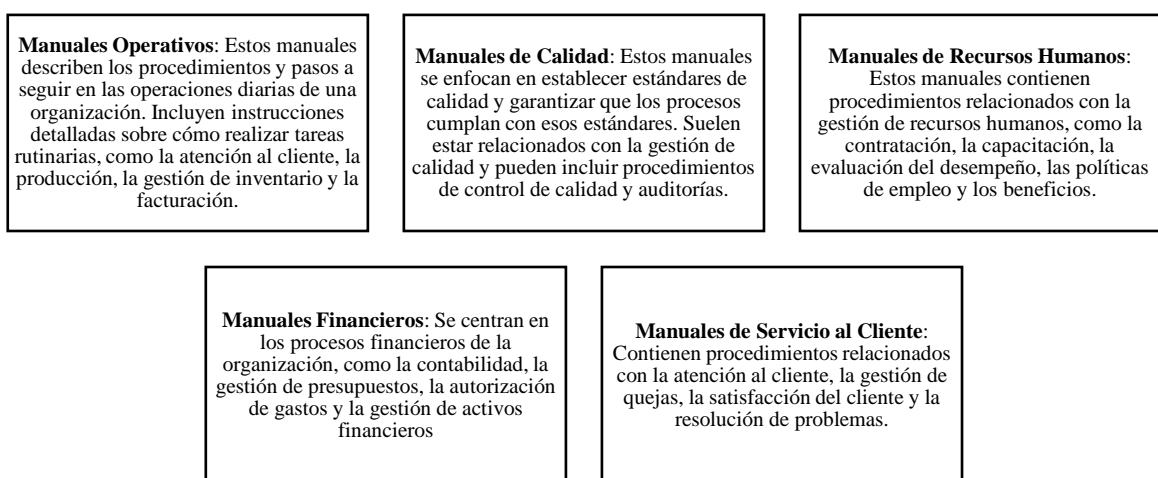 Manuales Operativos: Estos manuales
describen los procedimientos y pasos a
seguir en las operaciones diarias de una
organización. Incluyen instrucciones
detalladas sobre cómo realizar tareas
rutinarias, como la atención al cliente, la
producción, la gestión de inventario y la
facturación.
Manuales de Calidad: Estos manuales
se enfocan en establecer estándares de
calidad y garantizar que los procesos
cumplan con esos estándares. Suelen
estar relacionados con la gestión de
calidad y pueden incluir procedimientos
de control de calidad y auditorías.
Manuales de Recursos Humanos:
Estos manuales contienen
procedimientos relacionados con la
gestión de recursos humanos, como la
contratación, la capacitación, la
evaluación del desempeño, las políticas
de empleo y los beneficios.
Manuales Financieros: Se centran en
los procesos financieros de la
organización, como la contabilidad, la
gestión de presupuestos, la autorización
de gastos y la gestión de activos
financieros
Manuales de Servicio al Cliente:
Contienen procedimientos relacionados
con la atención al cliente, la gestión de
quejas, la satisfacción del cliente y la
resolución de problemas.